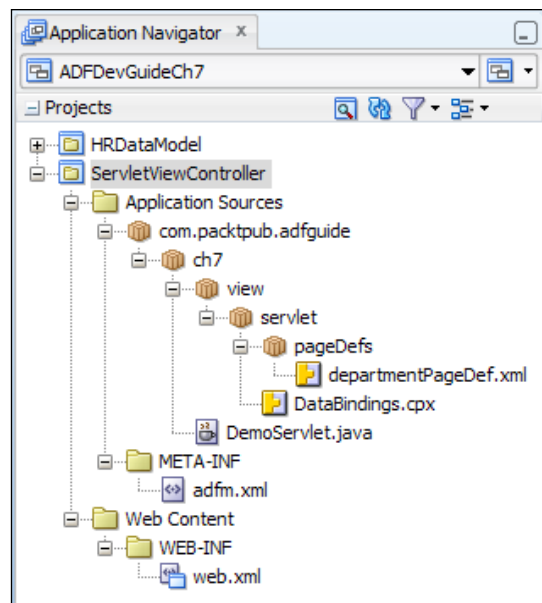 Application Navigator x
ADFDevGuideCh7
Projects
HRDataModel
ServletViewController
Application Sources
com.packtpub.adfguide
ch7
view
servlet
pageDefs
departmentPageDef.xml
DataBindings.cpx
DemoServlet.java
META-INF
adfm.xml
Web Content
WEB-INF
web.xml